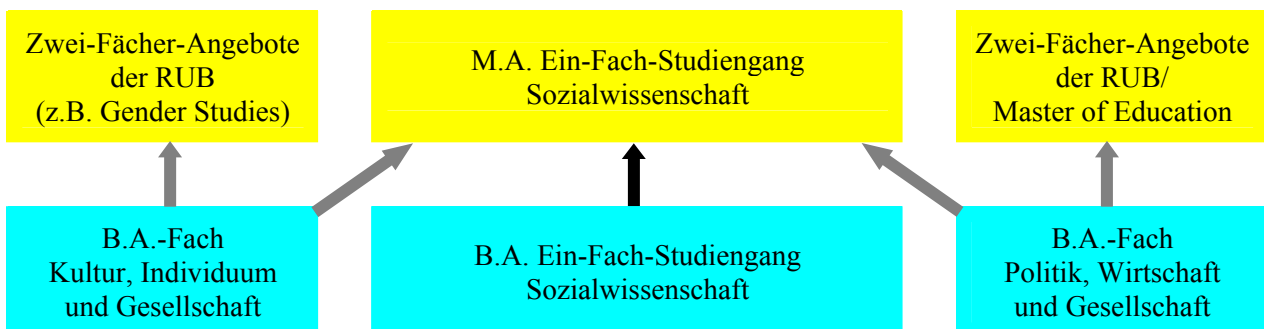 Zwei-Fächer-Angebote
der RUB
(z.B. Gender Studies)
M.A. Ein-Fach-Studiengang
Sozialwissenschaft
Zwei-Fächer-Angebote
der RUB/
Master of Education
B.A.-Fach
Kultur, Individuum
und Gesellschaft
B.A. Ein-Fach-Studiengang
Sozialwissenschaft
B.A.-Fach
Politik, Wirtschaft
und Gesellschaft